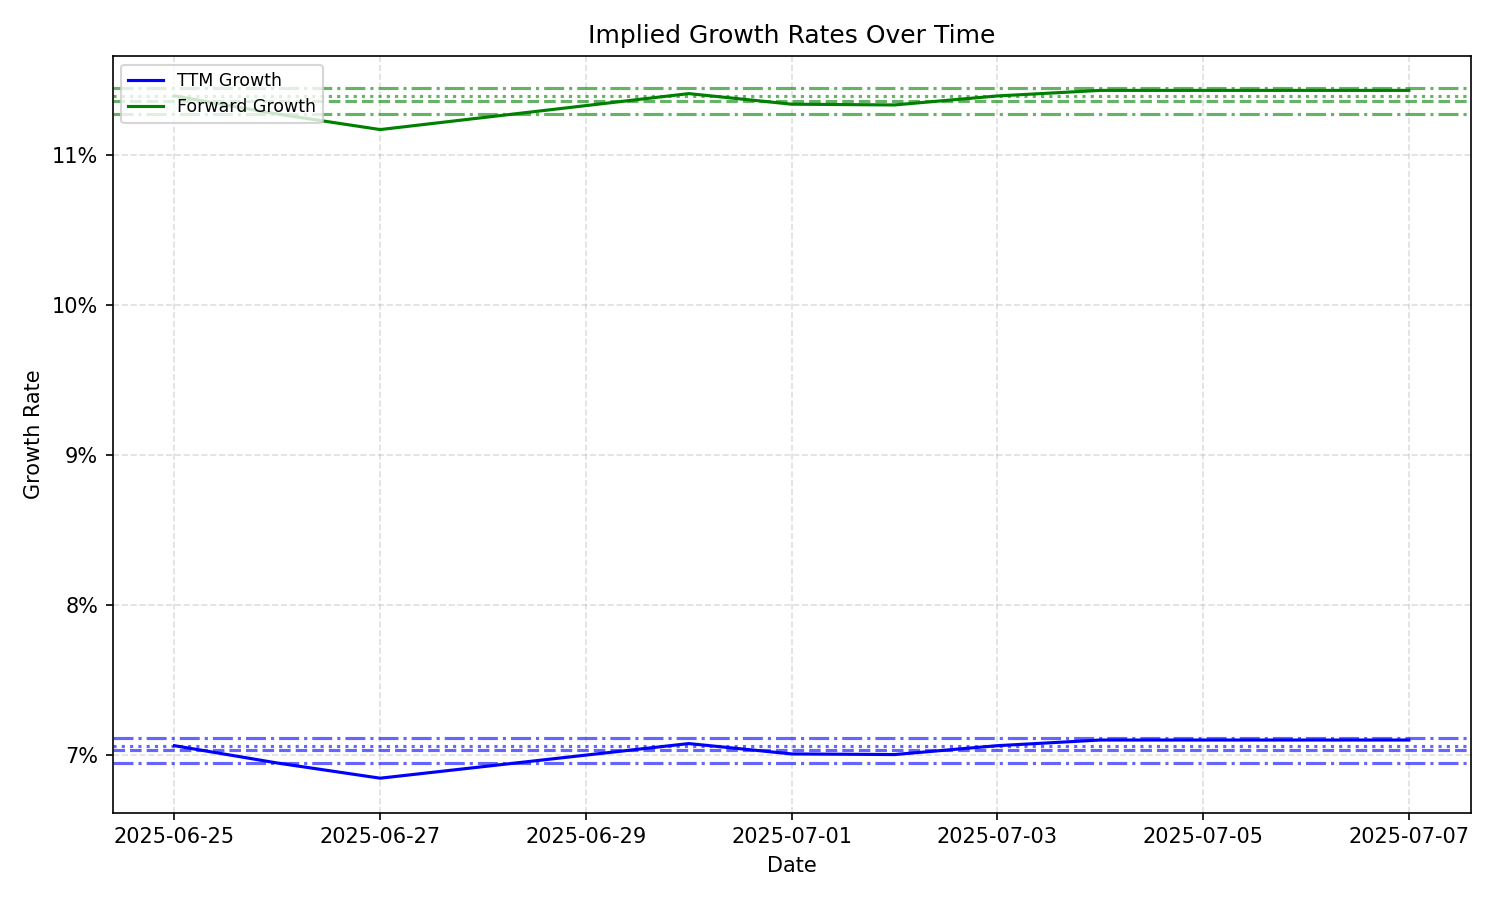 Implied Growth Rates Over Time
TTM Growth
Forward Growth
11%
10%
9%
8%
7%
Growth Rate
2025-06-25
2025-06-27
2025-06-29
2025-07-01
2025-07-03
2025-07-05
2025-07-07
Date